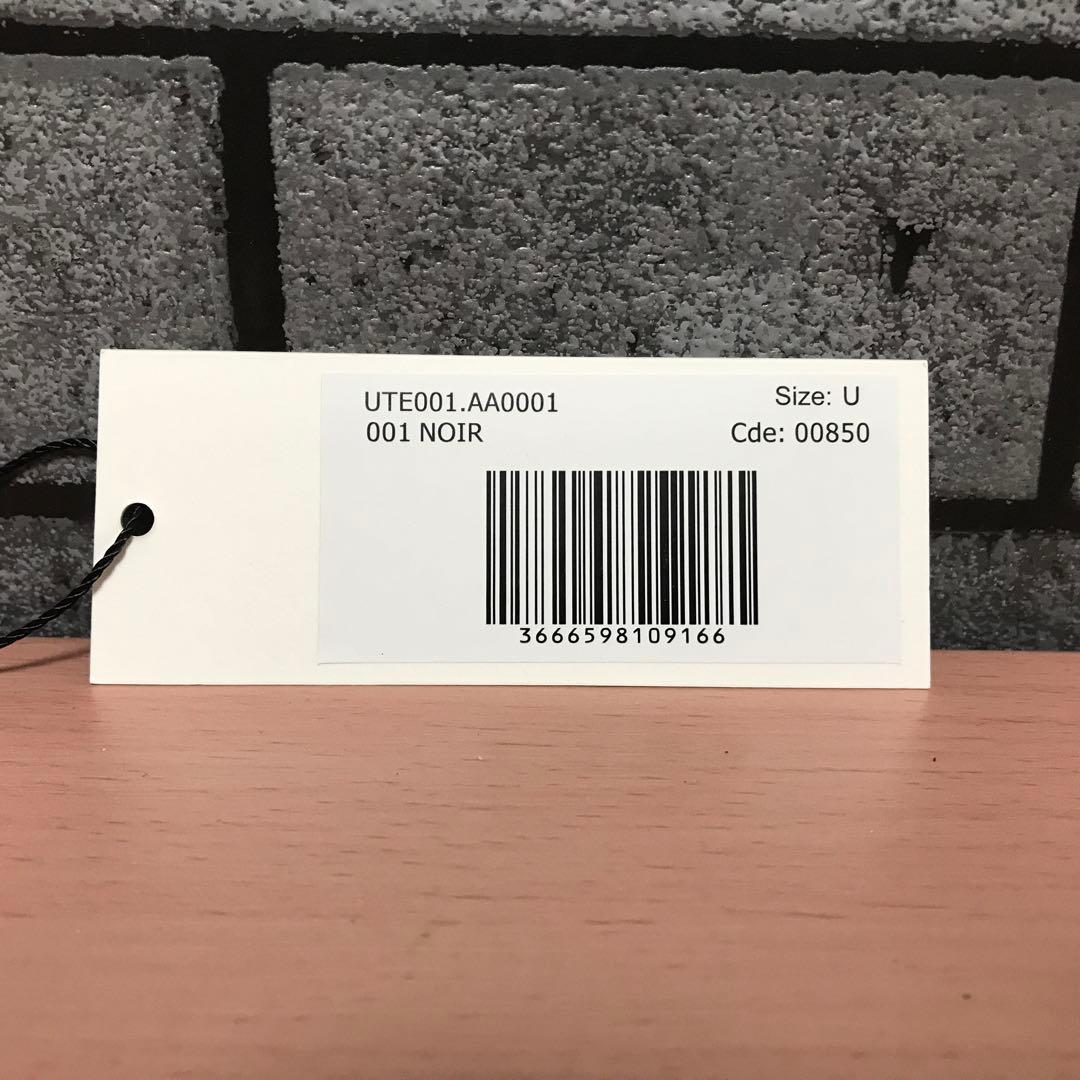 UTE001.AA0001
Size: U
001 NOIR
Cde: 00850
3666598109166